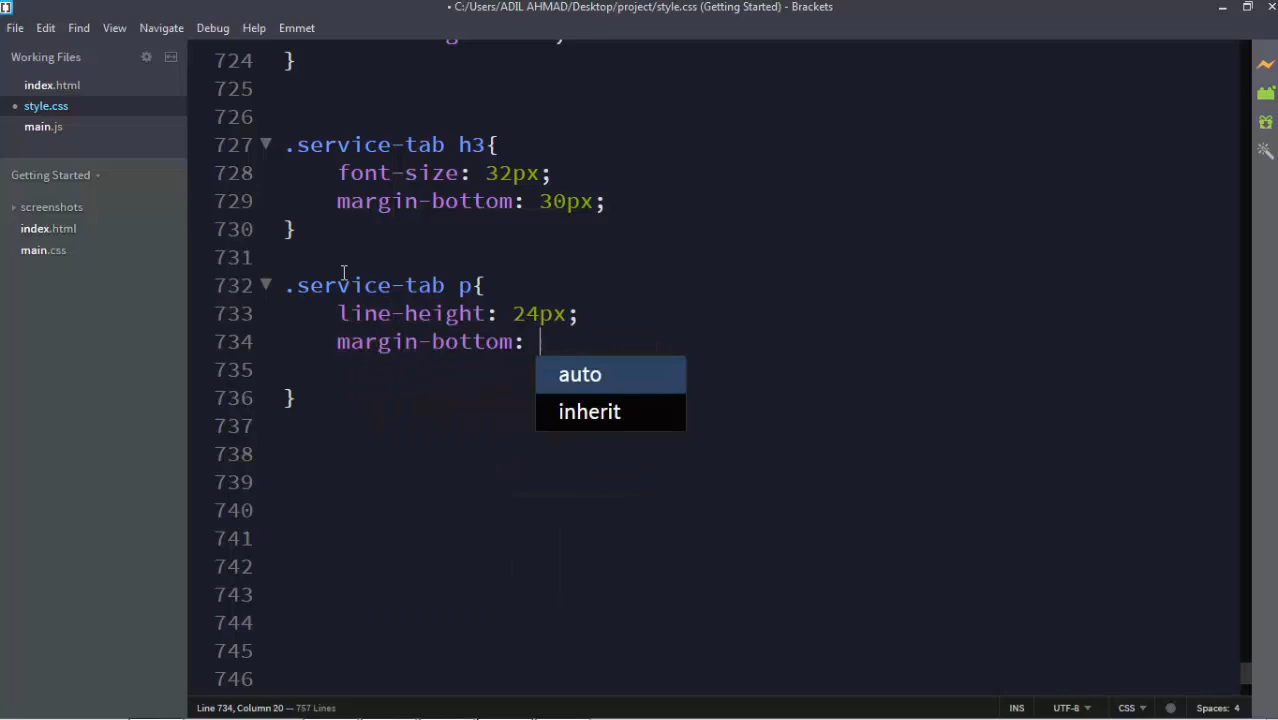 • C:/Users/ADIL AHMAD/Desktop/project/style.css (Getting Started) - Brackets
File Edit Find View Navigate Debug Help Emmet
Working Files
index.html
style.css
main.js
Getting Started
screenshots
index.html
main.css
724 }
725
726
727 .service-tab h3{
728 font-size: 32px;
729 margin-bottom: 30px;
730 }
731
732 .service-tab p{
733 line-height: 24px;
734 margin-bottom:
auto
735
inherit
736 }
737
738
739
740
741
742
743
744
745
746
Line 734, Column 20 — 757 Lines
INS UTF-8 CSS Spaces: 4